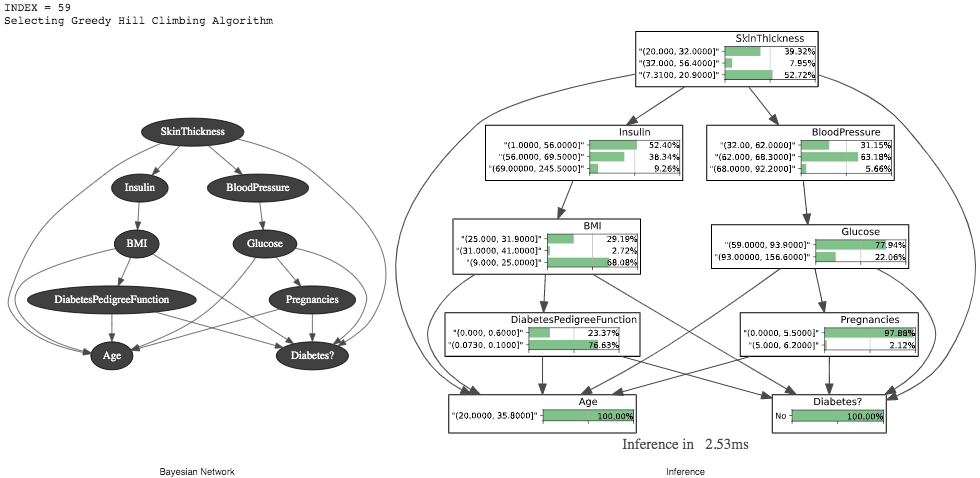 INDEX = 59
Selecting Greedy Hill Climbing Algorithm
SkinThickness
Insulin
BloodPressure
BMI
Glucose
DiabetesPedigreeFunction
Pregnancies
Age
Diabetes?
Bayesian Network
SkinThickness
"(20.000, 32.0000]" 39.32%
"(32.000, 56.4000]" 7.95%
"(7.3100, 20.9000]" 52.72%
Insulin
"(1.0000, 56.0000]" 52.40%
"(56.0000, 69.5000]" 38.34%
"(69.00000, 245.5000]" 9.26%
BloodPressure
"(32.00, 62.0000]" 31.15%
"(62.000, 68.3000]" 63.18%
"(68.0000, 92.2000]" 5.66%
BMI
"(25.000, 31.9000]" 29.19%
"(31.0000, 41.0000]" 2.72%
"(9.000, 25.0000]" 68.08%
Glucose
"(59.0000, 93.9000]" 77.94%
"(93.00000, 156.6000]" 22.06%
DiabetesPedigreeFunction
"(0.000, 0.6000]" 23.37%
"(0.0730, 0.1000]" 76.63%
Pregnancies
"(0.0000, 5.5000]" 97.88%
"(5.000, 6.2000]" 2.12%
Age
"(20.0000, 35.8000]" 100.00%
Diabetes?
No 100.00%
Inference in 2.53ms
Inference